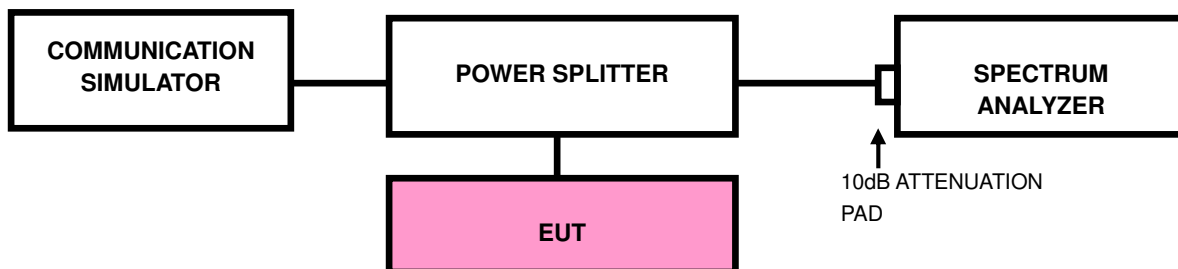 COMMUNICATION
SIMULATOR
POWER SPLITTER
SPECTRUM
ANALYZER
10dB ATTENUATION
PAD
EUT